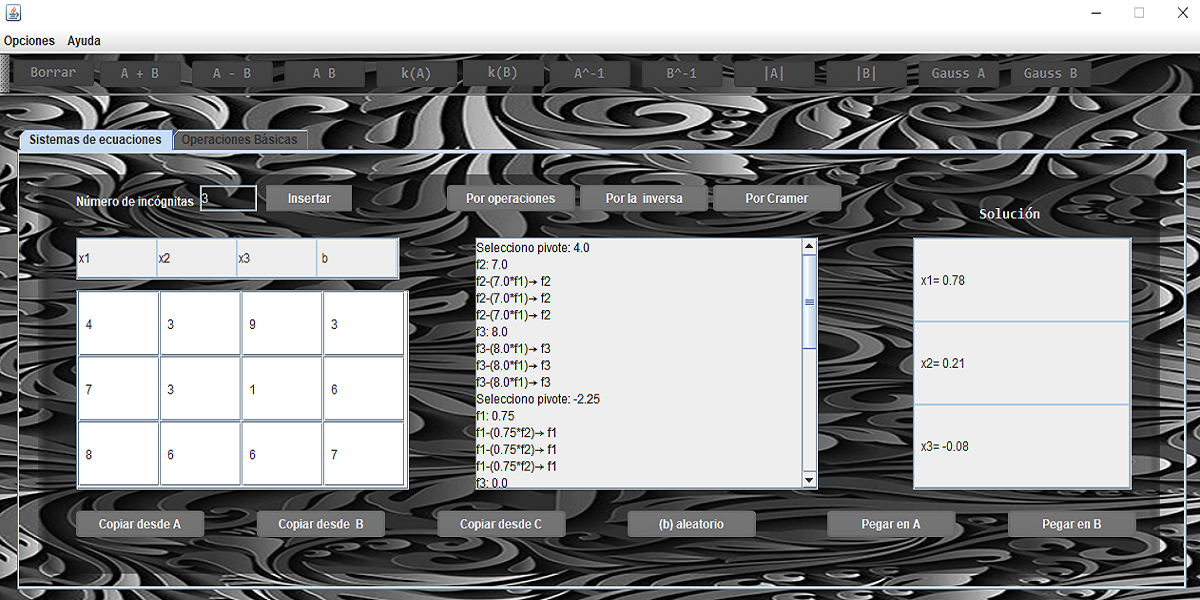 Opciones Ayuda
Borrar A + B A - B A B k(A) k(B) A^-1 B^-1 |A| |B| Gauss A Gauss B
Sistemas de ecuaciones Operaciones Básicas
Número de incógnitas 3 Insertar Por operaciones Por la inversa Por Cramer
Solución
x1 x2 x3 b
4 3 9 3
7 3 1 6
8 6 6 7
Selecciono pivote: 4.0
f2: 7.0
f2-(7.0*f1)→ f2
f2-(7.0*f1)→ f2
f2-(7.0*f1)→ f2
f3: 8.0
f3-(8.0*f1)→ f3
f3-(8.0*f1)→ f3
f3-(8.0*f1)→ f3
Selecciono pivote: -2.25
f1: 0.75
f1-(0.75*f2)→ f1
f1-(0.75*f2)→ f1
f1-(0.75*f2)→ f1
f3: 0.0
x1= 0.78
x2= 0.21
x3= -0.08
Copiar desde A Copiar desde B Copiar desde C (b) aleatorio Pegar en A Pegar en B